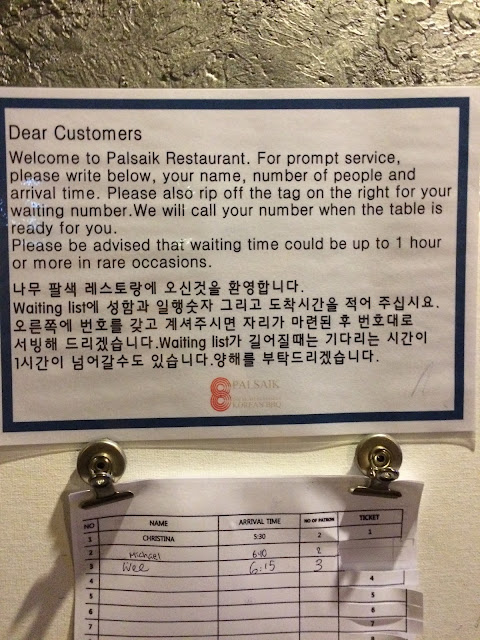 Dear Customers
Welcome to Palsaik Restaurant. For prompt service,
please write below, your name, number of people and
arrival time. Please also rip off the tag on the right for your
waiting number.We will call your number when the table is
ready for you.
Please be advised that waiting time could be up to 1 hour
or more in rare occasions.
나무 팔색 레스토랑에 오신것을 환영합니다.
Waiting list에 성함과 일행숫자 그리고 도착시간을 적어 주십시요.
오른쪽에 번호를 갖고 계셔주시면 자리가 마련된 후 번호대로
서빙해 드리겠습니다.Waiting list가 길어질때는 기다리는 시간이
1시간이 넘어갈수도 있습니다.양해를 부탁드리겠습니다.
PALSAIK
KOREAN BBQ
NO NAME ARRIVAL TIME NO OF PATRON TICKET
1 CHRISTINA 5:30 2 1
2 Michael 6:10 2
3 Wee 6:15 3
4 4
5 5
6 6
7 7